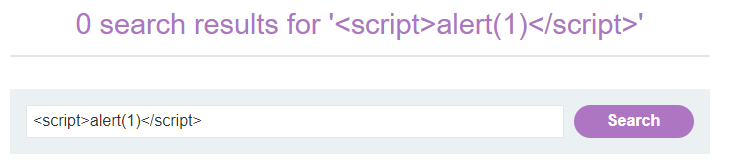 0 search results for '<script>alert(1)</script>'
<script>alert(1)</script>
Search